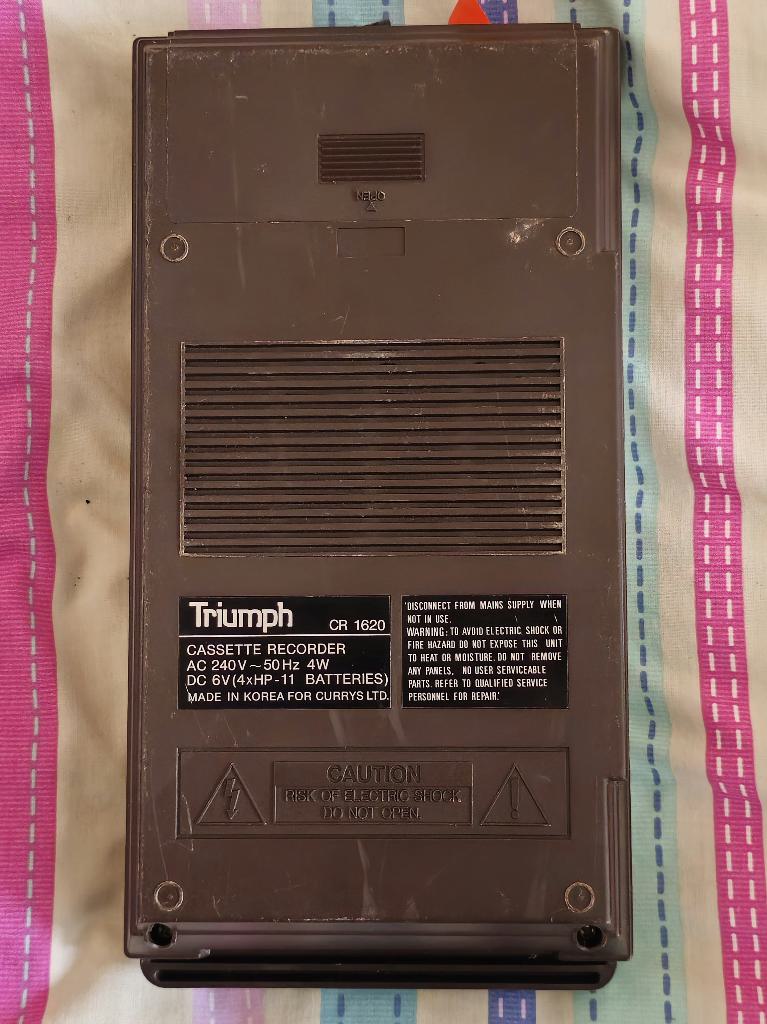 OPEN
Triumph CR 1620
CASSETTE RECORDER
AC 240V~50Hz 4W
DC 6V(4xHP-11 BATTERIES)
MADE IN KOREA FOR CURRYS LTD.
'DISCONNECT FROM MAINS SUPPLY WHEN
NOT IN USE.
WARNING: TO AVOID ELECTRIC SHOCK OR
FIRE HAZARD DO NOT EXPOSE THIS UNIT
TO HEAT OR MOISTURE. DO NOT REMOVE
ANY PANELS, NO USER SERVICEABLE
PARTS. REFER TO QUALIFIED SERVICE
PERSONNEL FOR REPAIR.'
CAUTION
RISK OF ELECTRIC SHOCK
DO NOT OPEN.